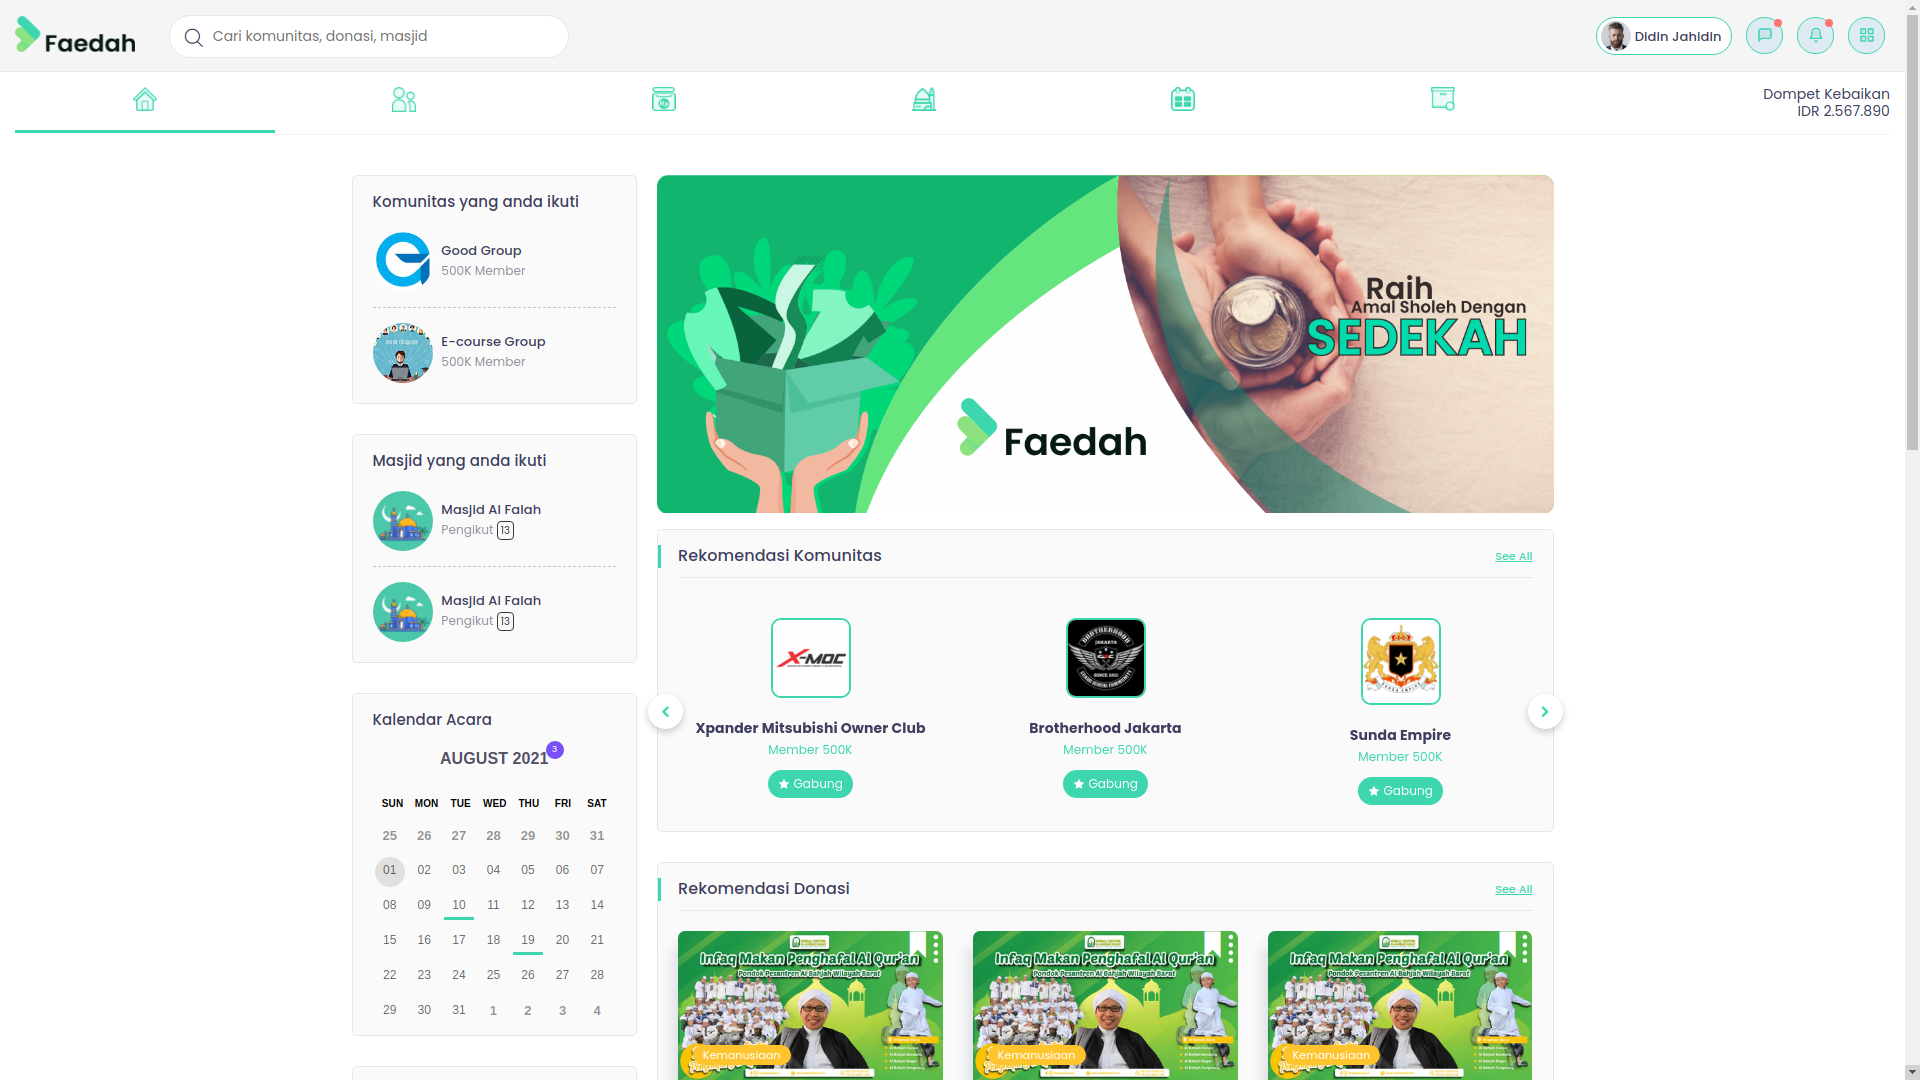 Faedah
Cari komunitas, donasi, masjid
Didin Jahidin
Dompet Kebaikan
IDR 2.567.890
Komunitas yang anda ikuti
Good Group
500K Member
E-course Group
500K Member
Masjid yang anda ikuti
Masjid Al Falah
Pengikut 13
Masjid Al Falah
Pengikut 13
Kalendar Acara
AUGUST 2021 3
SUN MON TUE WED THU FRI SAT
25 26 27 28 29 30 31
01 02 03 04 05 06 07
08 09 10 11 12 13 14
15 16 17 18 19 20 21
22 23 24 25 26 27 28
29 30 31 1 2 3 4
Raih
Amal Sholeh Dengan
SEDEKAH
Faedah
Rekomendasi Komunitas
See All
X-MOC
Xpander Mitsubishi Owner Club
Member 500K
Gabung
BROTHERHOOD
JAKARTA
SINCE 2011
Brotherhood Jakarta
Member 500K
Gabung
SUNDA EMPIRE
Sunda Empire
Member 500K
Gabung
Rekomendasi Donasi
See All
Infaq Makan Penghafal Al Qur'an
Pondok Pesantren Al Bahjah Wilayah Barat
Kemanusiaan
Infaq Makan Penghafal Al Qur'an
Pondok Pesantren Al Bahjah Wilayah Barat
Kemanusiaan
Infaq Makan Penghafal Al Qur'an
Pondok Pesantren Al Bahjah Wilayah Barat
Kemanusiaan